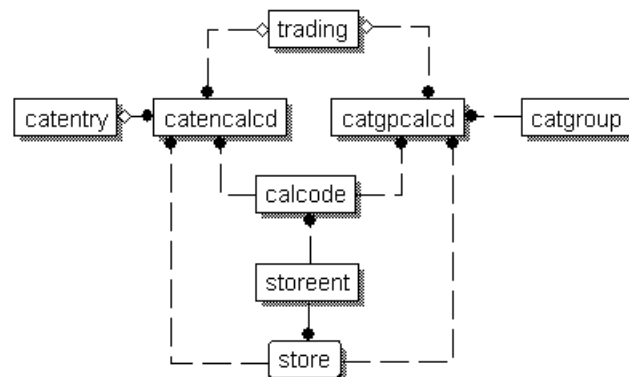 trading
catentry
catencalcd
catgpcalcd
catgroup
calcode
storeent
store